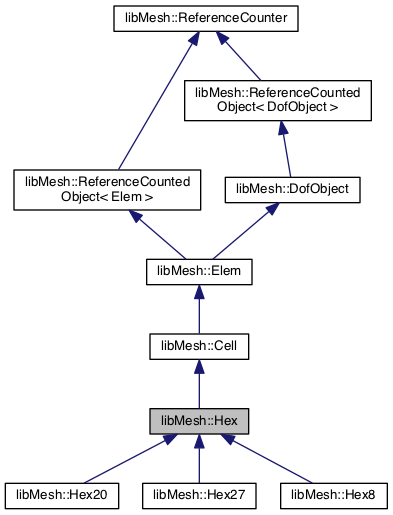 libMesh::ReferenceCounter
libMesh::ReferenceCounted
Object< DofObject >
libMesh::ReferenceCounted
Object< Elem >
libMesh::DofObject
libMesh::Elem
libMesh::Cell
libMesh::Hex
libMesh::Hex20
libMesh::Hex27
libMesh::Hex8